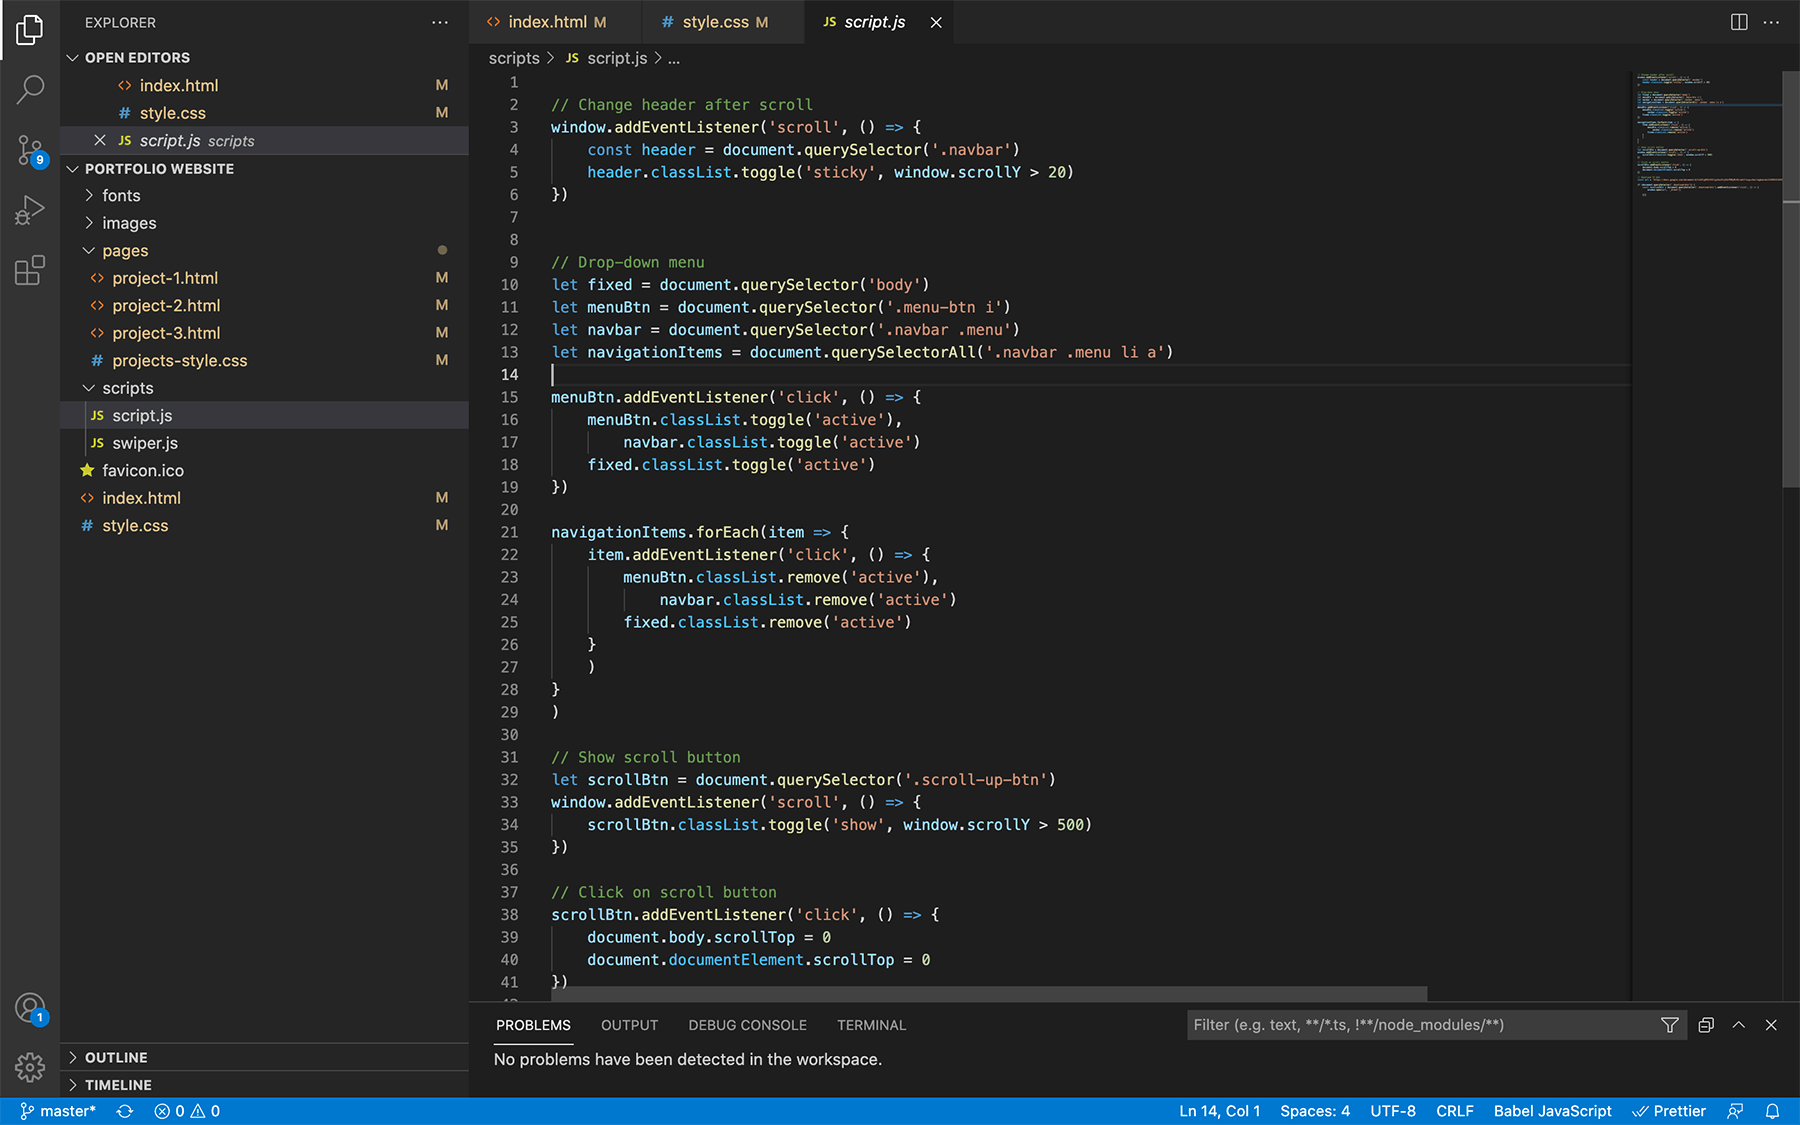 EXPLORER
OPEN EDITORS
<> index.html M
# style.css M
JS script.js scripts
PORTFOLIO WEBSITE
fonts
images
pages
<> project-1.html M
<> project-2.html M
<> project-3.html M
# projects-style.css M
scripts
JS script.js
JS swiper.js
favicon.ico
<> index.html M
# style.css M
OUTLINE
TIMELINE
9
1
<> index.html M # style.css M JS script.js
scripts > JS script.js > ...
1
2 // Change header after scroll
3 window.addEventListener('scroll', () => {
4 const header = document.querySelector('.navbar')
5 header.classList.toggle('sticky', window.scrollY > 20)
6 })
7
8
9 // Drop-down menu
10 let fixed = document.querySelector('body')
11 let menuBtn = document.querySelector('.menu-btn i')
12 let navbar = document.querySelector('.navbar .menu')
13 let navigationItems = document.querySelectorAll('.navbar .menu li a')
14
15 menuBtn.addEventListener('click', () => {
16 menuBtn.classList.toggle('active'),
17 navbar.classList.toggle('active')
18 fixed.classList.toggle('active')
19 })
20
21 navigationItems.forEach(item => {
22 item.addEventListener('click', () => {
23 menuBtn.classList.remove('active'),
24 navbar.classList.remove('active')
25 fixed.classList.remove('active')
26 }
27 )
28 }
29 )
30
31 // Show scroll button
32 let scrollBtn = document.querySelector('.scroll-up-btn')
33 window.addEventListener('scroll', () => {
34 scrollBtn.classList.toggle('show', window.scrollY > 500)
35 })
36
37 // Click on scroll button
38 scrollBtn.addEventListener('click', () => {
39 document.body.scrollTop = 0
40 document.documentElement.scrollTop = 0
41 })
PROBLEMS OUTPUT DEBUG CONSOLE TERMINAL
Filter (e.g. text, **/*.ts, !**/node_modules/**)
No problems have been detected in the workspace.
master* 0 0
Ln 14, Col 1 Spaces: 4 UTF-8 CRLF Babel JavaScript Prettier